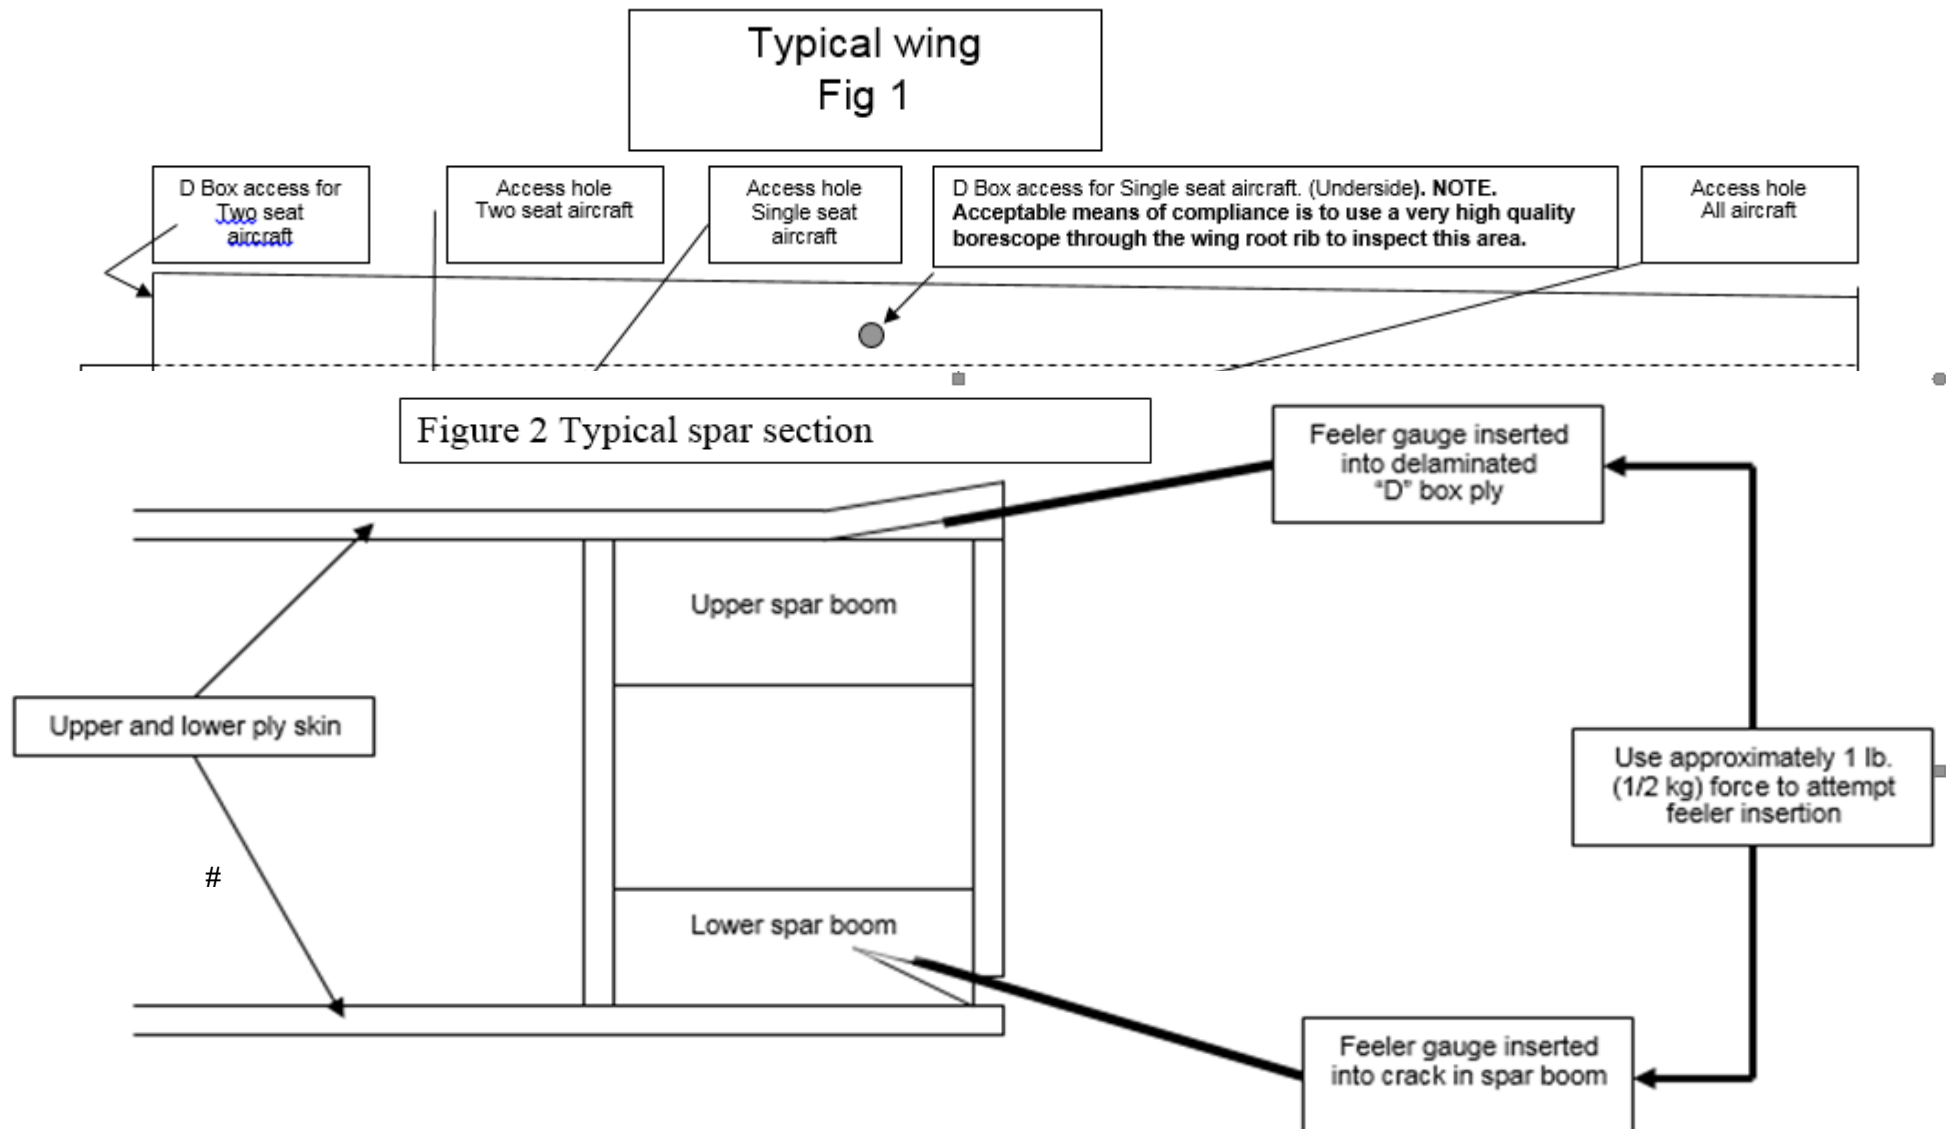 Typical wing
Fig 1
D Box access for
Two seat
aircraft
Access hole
Two seat aircraft
Access hole
Single seat
aircraft
D Box access for Single seat aircraft. (Underside). NOTE.
Acceptable means of compliance is to use a very high quality
borescope through the wing root rib to inspect this area.
Access hole
All aircraft
Figure 2 Typical spar section
Feeler gauge inserted
into delaminated
“D” box ply
Upper spar boom
Upper and lower ply skin
Use approximately 1 lb.
(1/2 kg) force to attempt
feeler insertion
#
Lower spar boom
Feeler gauge inserted
into crack in spar boom